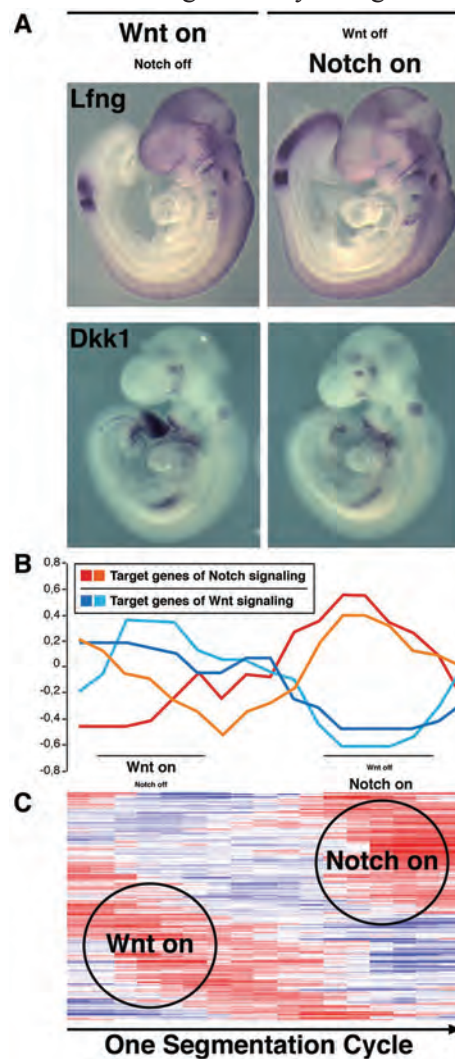 A
Wnt on
Notch off
Wnt off
Notch on
Lfng
Dkk1
B
0,8
0,6
0,4
0,2
0
-0,2
-0,4
-0,6
-0,8
Target genes of Notch signaling
Target genes of Wnt signaling
Wnt on
Notch off
Wnt off
Notch on
C
Notch on
Wnt on
One Segmentation Cycle